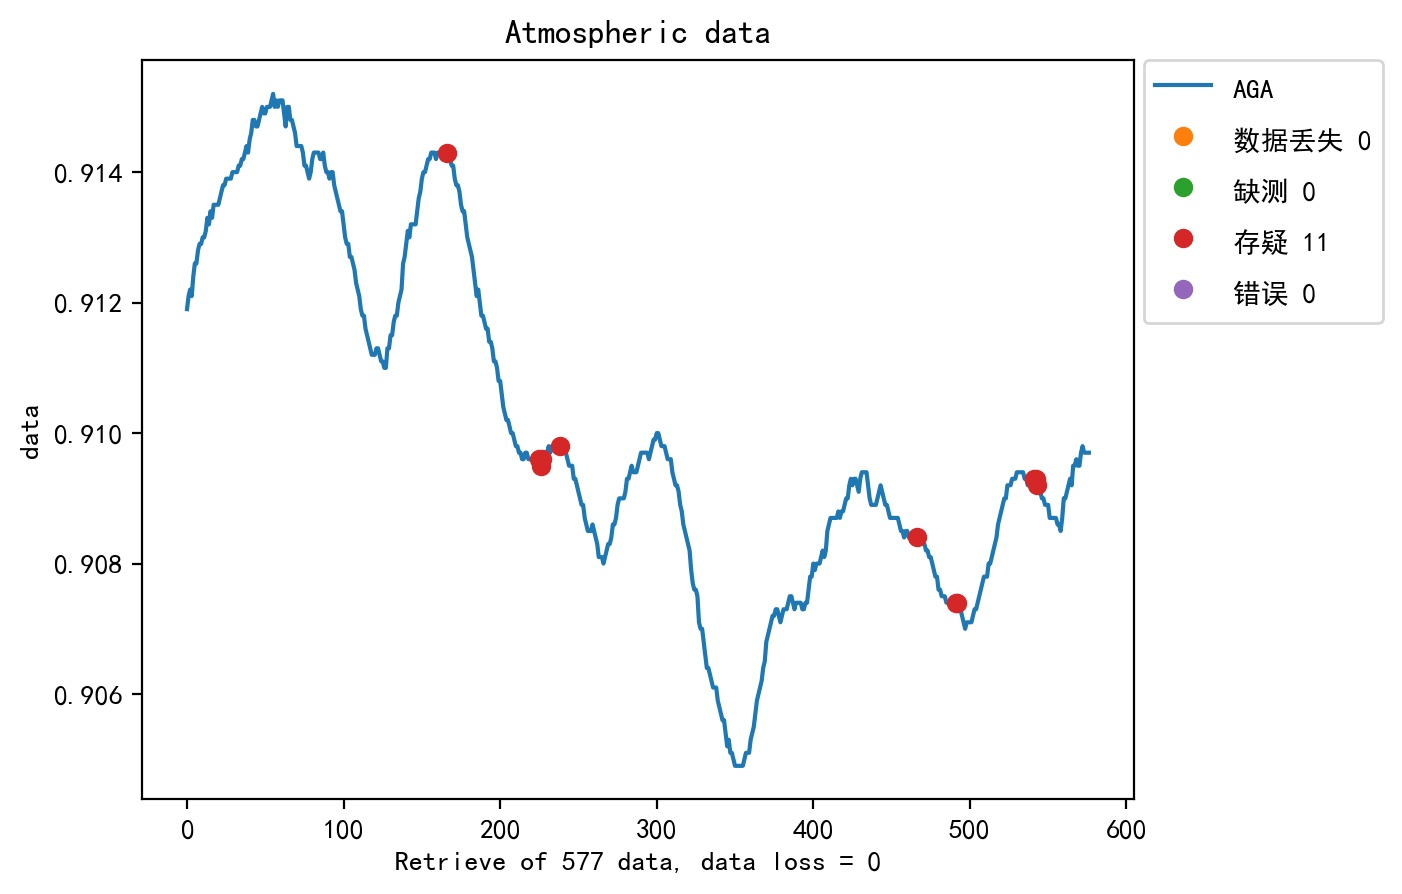 Atmospheric data
AGA
数据丢失 0
缺测 0
存疑 11
错误 0
0.914
0.912
0.910
0.908
0.906
data
0
100
200
300
400
500
600
Retrieve of 577 data, data loss = 0